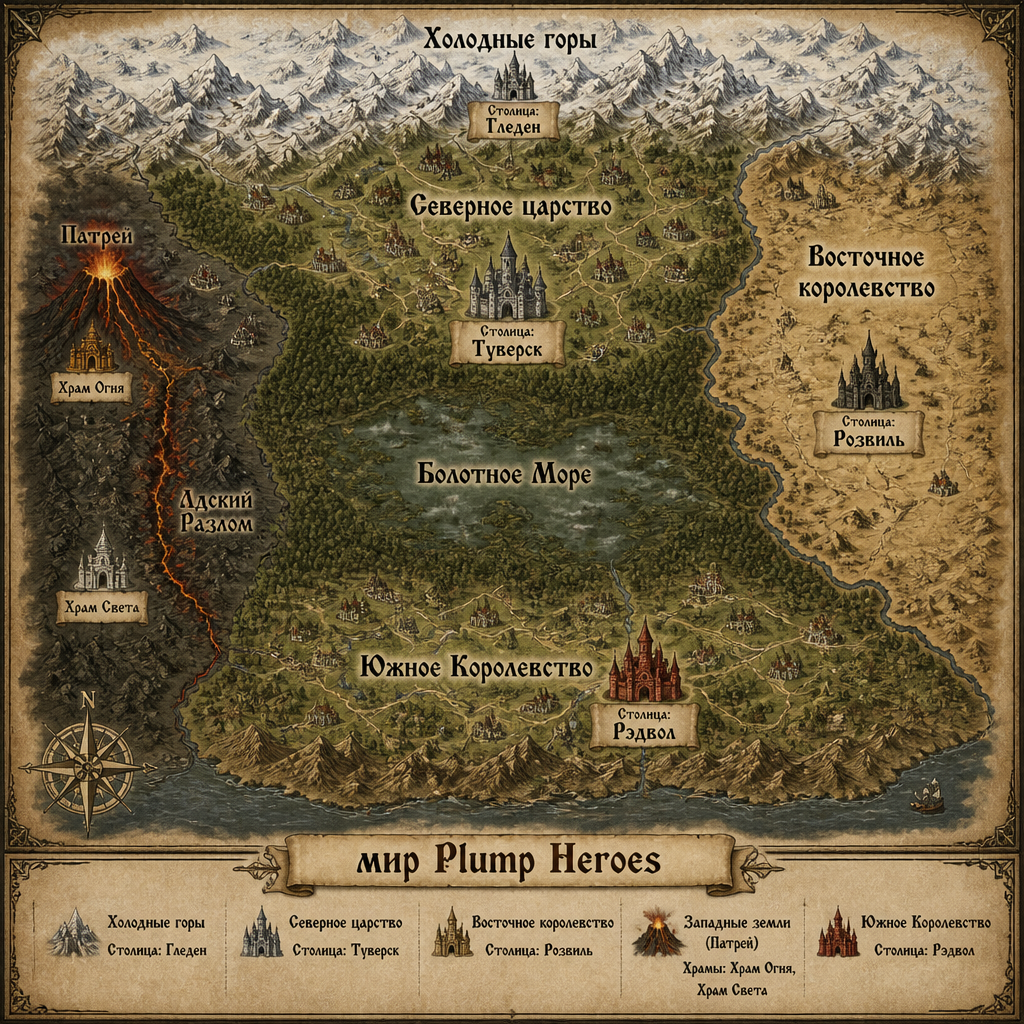 Холодные горы
Столица:
Гледен
Северное царство
Патрей
Восточное
королевство
Столица:
Туверск
Храм Огня
Столица:
Розвиль
Болотное Море
Адский
Разлом
Храм Света
Южное Королевство
Столица:
Рэдвол
N
мир Plump Heroes
Холодные горы
Столица: Гледен
Северное царство
Столица: Туверск
Восточное королевство
Столица: Розвиль
Западные земли
(Патрей)
Храмы: Храм Огня,
Храм Света
Южное Королевство
Столица: Рэдвол